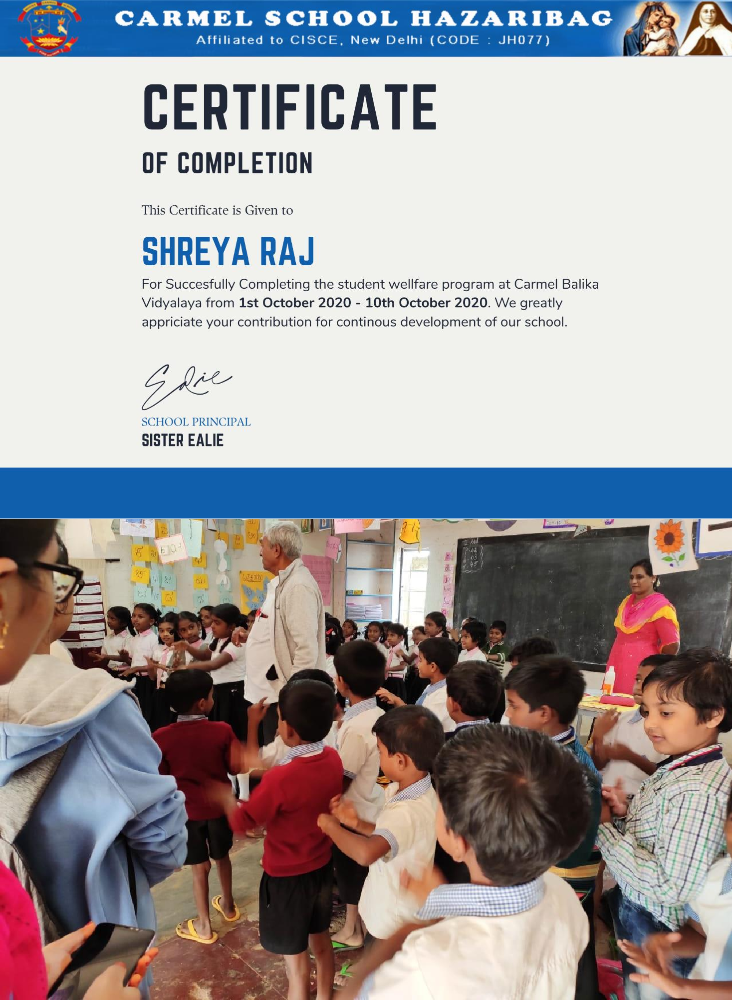 CARMEL SCHOOL HAZARIBAG
Affiliated to CISCE, New Delhi (CODE : JH077)
CERTIFICATE
OF COMPLETION
This Certificate is Given to
SHREYA RAJ
For Succesfully Completing the student wellfare program at Carmel Balika
Vidyalaya from 1st October 2020 - 10th October 2020. We greatly
appriciate your contribution for continous development of our school.
Edie
SCHOOL PRINCIPAL
SISTER EALIE
bat